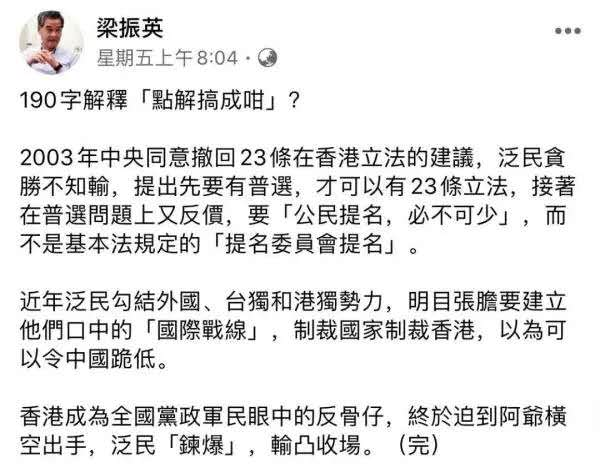 梁振英
星期五上午8:04·
190字解釋「點解搞成咁」?
2003年中央同意撤回23條在香港立法的建議，泛民貪
勝不知輸，提出先要有普選，才可以有23條立法，接著
在普選問題上又反價，要「公民提名，必不可少」，而
不是基本法規定的「提名委員會提名」。
近年泛民勾結外國、台獨和港獨勢力，明目張膽要建立
他們口中的「國際戰線」，制裁國家制裁香港，以為可
以令中國跪低。
香港成為全國黨政軍民眼中的反骨仔，終於迫到阿爺橫
空出手，泛民「鍊爆」，輸凸收場。（完）